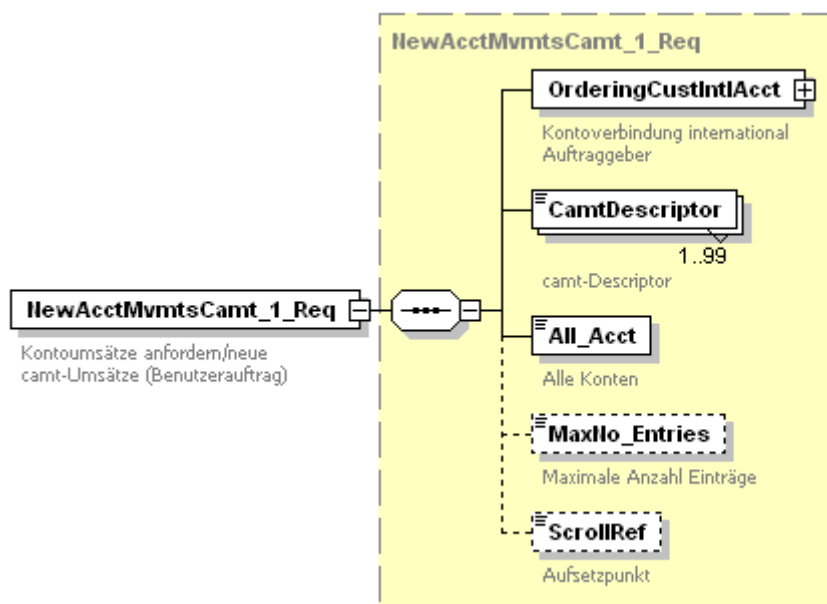 NewAcctMvmtsCamt_1_Req
OrderingCustIntlAcct
Kontoverbindung international
Auftraggeber
CamtDescriptor
1..99
camt-Descriptor
NewAcctMvmtsCamt_1_Req
Kontoumsätze anfordern/neue
camt-Umsätze (Benutzerauftrag)
All_Acct
Alle Konten
MaxNo_Entries
Maximale Anzahl Einträge
ScrollRef
Aufsetzpunkt